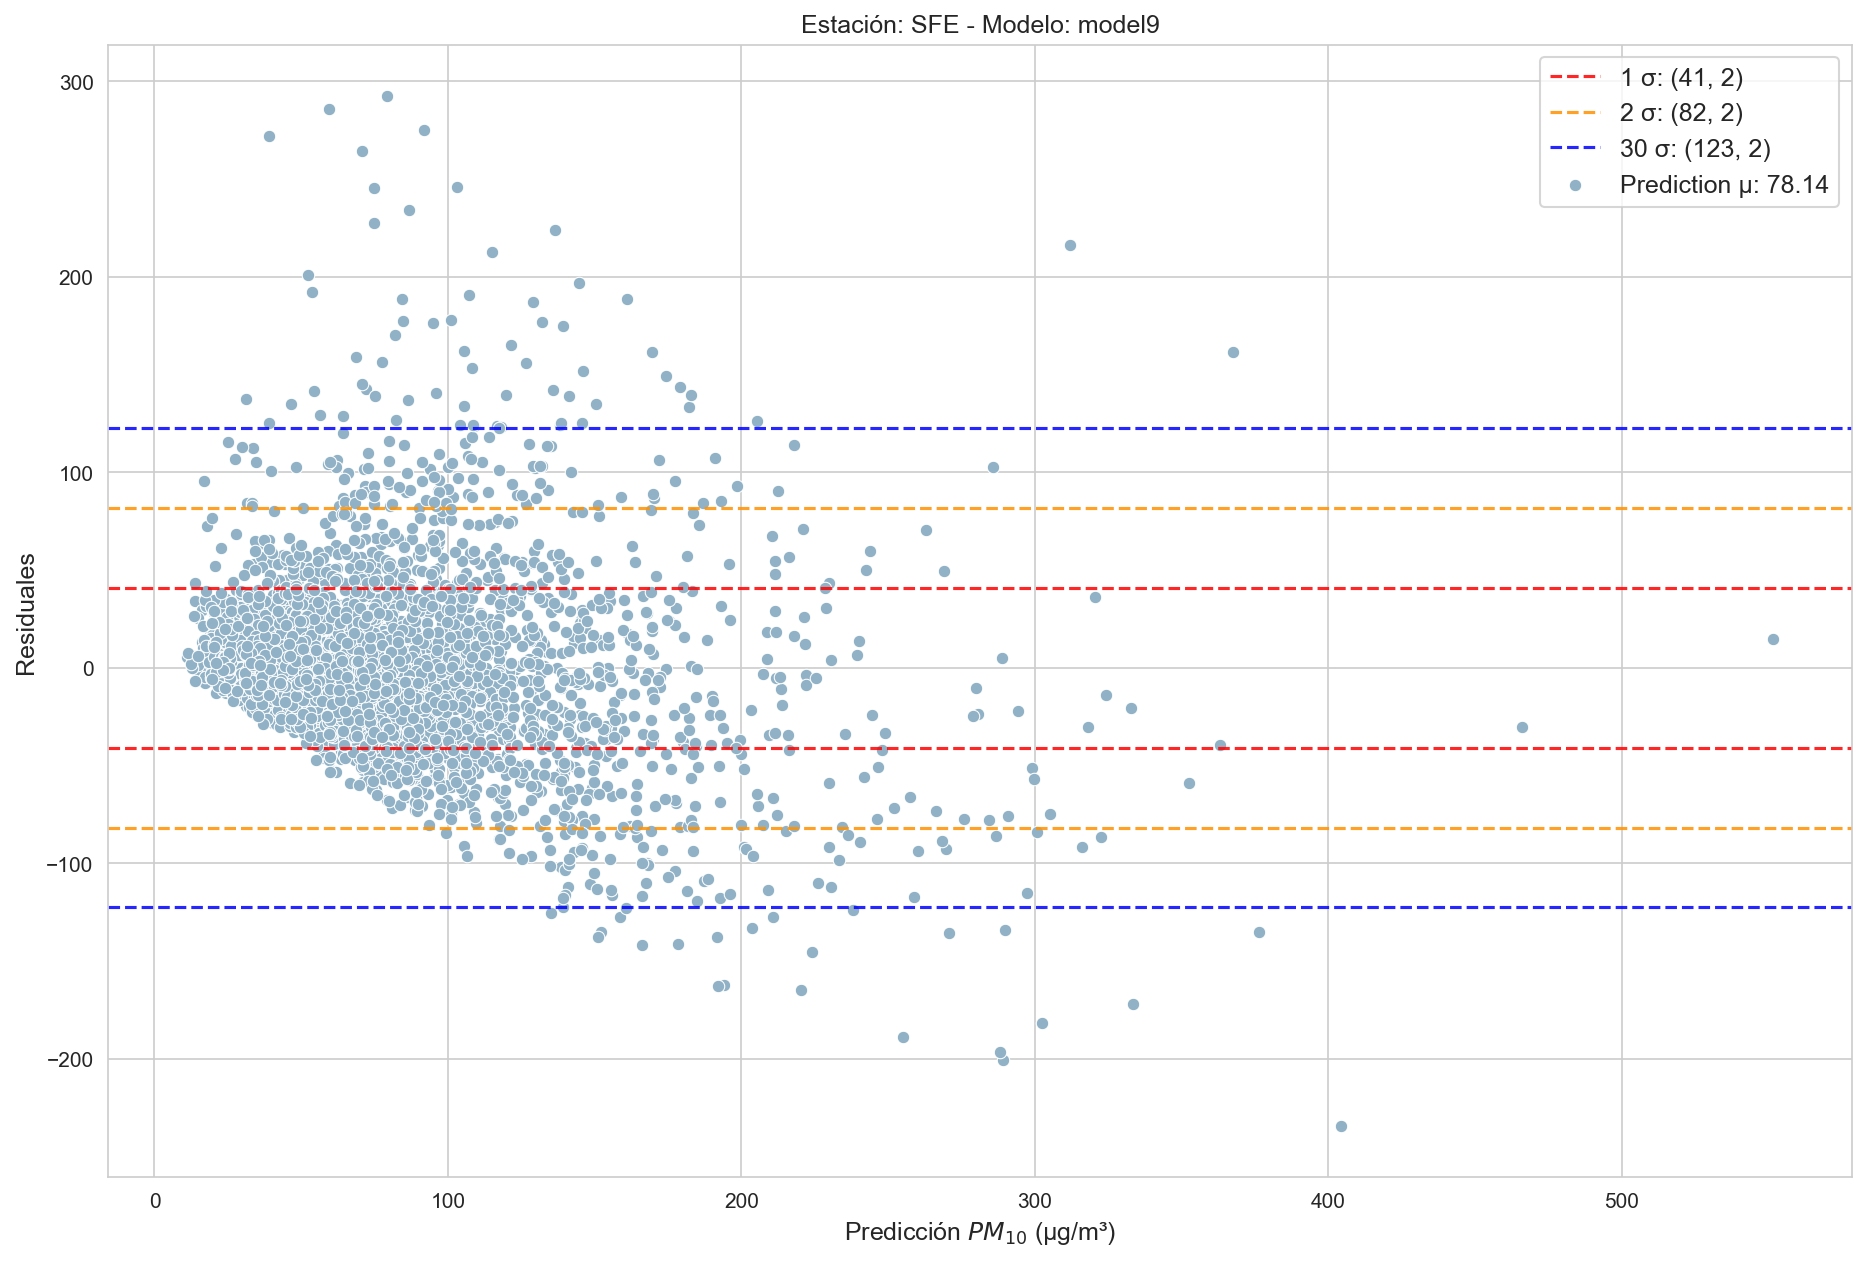 Estación: SFE - Modelo: model9
1 σ: (41, 2)
2 σ: (82, 2)
30 σ: (123, 2)
Prediction µ: 78.14
Residuales
300
200
100
0
−100
−200
0 100 200 300 400 500
Predicción PM₁₀ (µg/m³)